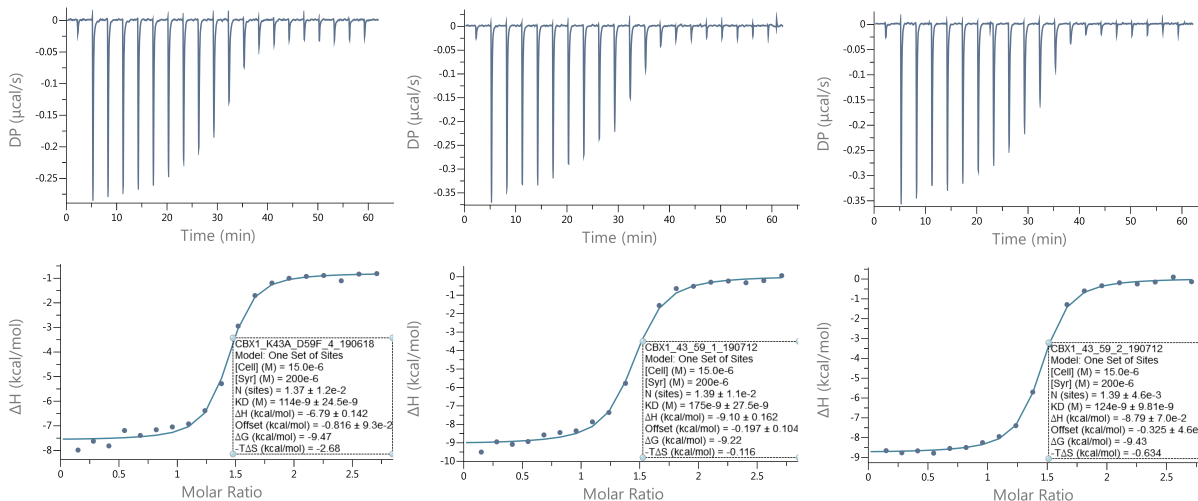 0
-0.05
-0.1
-0.15
-0.2
-0.25
DP (µcal/s)
0 10 20 30 40 50 60
Time (min)
0
-0.05
-0.1
-0.15
-0.2
-0.25
-0.3
-0.35
DP (µcal/s)
0 10 20 30 40 50 60
Time (min)
0
-0.05
-0.1
-0.15
-0.2
-0.25
-0.3
-0.35
DP (µcal/s)
0 10 20 30 40 50 60
Time (min)
-1
-2
-3
-4
-5
-6
-7
-8
ΔH (kcal/mol)
CBX1_K43A_D59F_4_190618
Model: One Set of Sites
[Cell] (M) = 15.0e-6
[Syr] (M) = 200e-6
N (sites) = 1.37 ± 1.2e-2
KD (M) = 114e-9 ± 24.5e-9
ΔH (kcal/mol) = -6.79 ± 0.142
Offset (kcal/mol) = -0.816 ± 9.3e-2
ΔG (kcal/mol) = -9.47
-TΔS (kcal/mol) = -2.68
0 0.5 1 1.5 2 2.5
Molar Ratio
0
-1
-2
-3
-4
-5
-6
-7
-8
-9
-10
ΔH (kcal/mol)
CBX1_43_59_1_190712
Model: One Set of Sites
[Cell] (M) = 15.0e-6
[Syr] (M) = 200e-6
N (sites) = 1.39 ± 1.1e-2
KD (M) = 175e-9 ± 27.5e-9
ΔH (kcal/mol) = -9.10 ± 0.162
Offset (kcal/mol) = -0.197 ± 0.104
ΔG (kcal/mol) = -9.22
-TΔS (kcal/mol) = -0.116
0 0.5 1 1.5 2 2.5
Molar Ratio
0
-1
-2
-3
-4
-5
-6
-7
-8
-9
ΔH (kcal/mol)
CBX1_43_59_2_190712
Model: One Set of Sites
[Cell] (M) = 15.0e-6
[Syr] (M) = 200e-6
N (sites) = 1.39 ± 4.6e-3
KD (M) = 124e-9 ± 9.81e-9
ΔH (kcal/mol) = -8.79 ± 7.0e-2
Offset (kcal/mol) = -0.325 ± 4.6e
ΔG (kcal/mol) = -9.43
-TΔS (kcal/mol) = -0.634
0 0.5 1 1.5 2 2.5
Molar Ratio